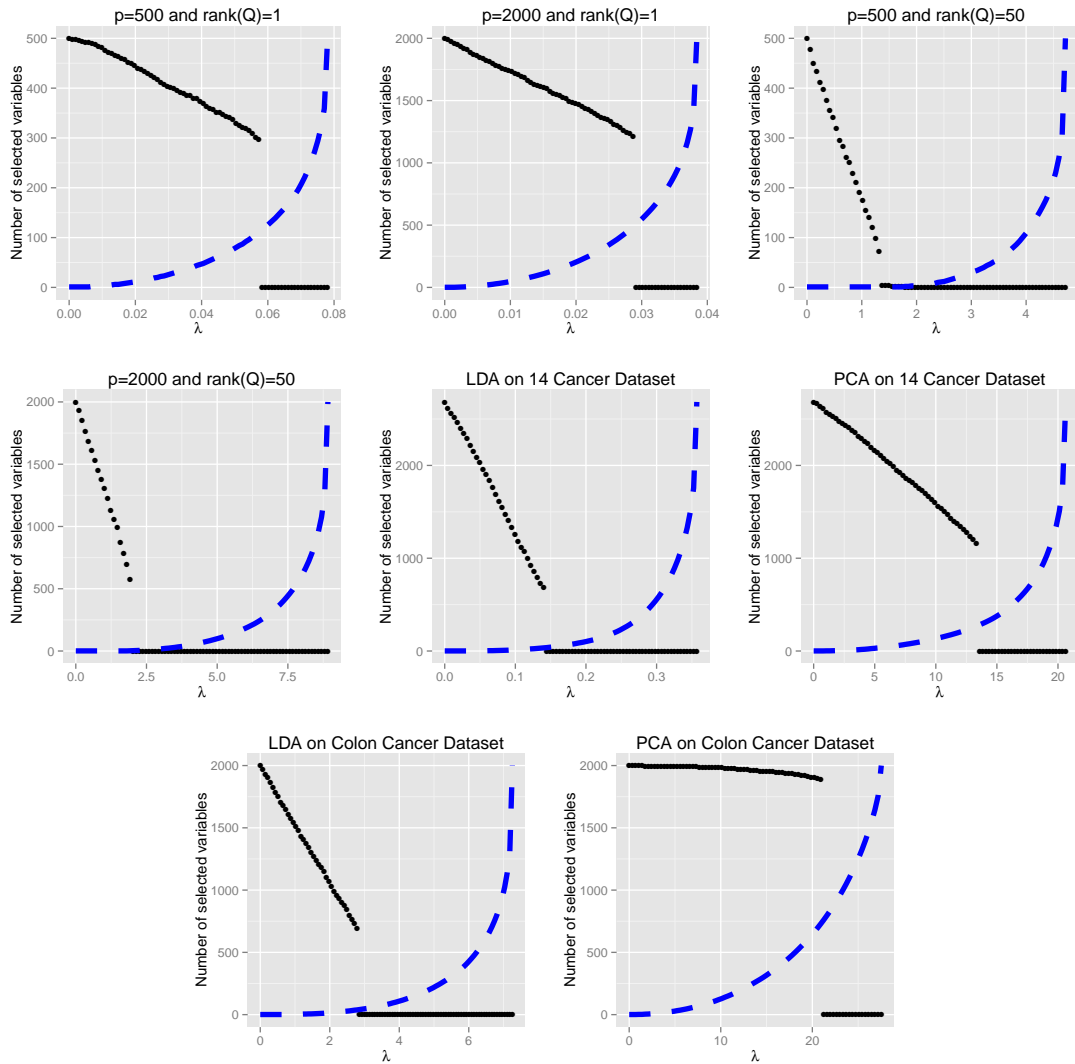 p=500 and rank(Q)=1
Number of selected variables
500
400
300
200
100
0
0.00 0.02 0.04 0.06 0.08
λ
p=2000 and rank(Q)=1
Number of selected variables
2000
1500
1000
500
0
0.00 0.01 0.02 0.03 0.04
λ
p=500 and rank(Q)=50
Number of selected variables
500
400
300
200
100
0
0 1 2 3 4
λ
p=2000 and rank(Q)=50
Number of selected variables
2000
1500
1000
500
0
0.0 2.5 5.0 7.5
λ
LDA on 14 Cancer Dataset
Number of selected variables
2000
1000
0
0.0 0.1 0.2 0.3
λ
PCA on 14 Cancer Dataset
Number of selected variables
2000
1000
0
0 5 10 15 20
λ
LDA on Colon Cancer Dataset
Number of selected variables
2000
1500
1000
500
0
0 2 4 6
λ
PCA on Colon Cancer Dataset
Number of selected variables
2000
1500
1000
500
0
0 10 20
λ